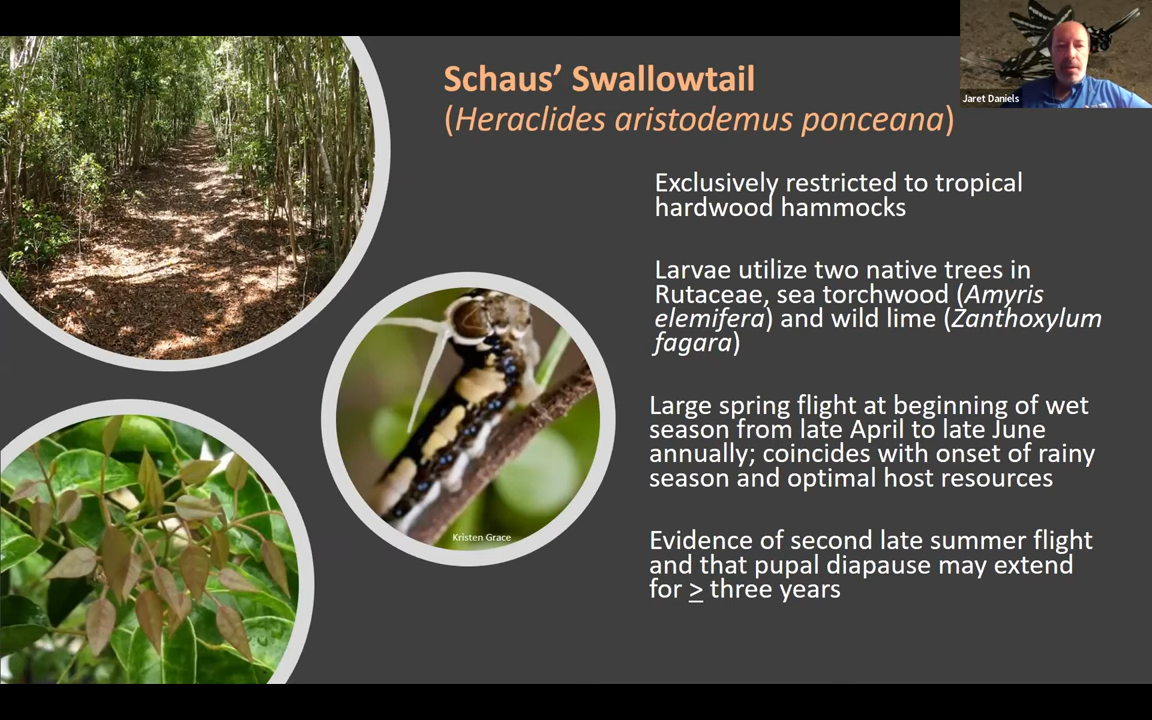 Schaus’ Swallowtail
(Heraclides aristodemus ponceana)
Jaret Daniels
Exclusively restricted to tropical
hardwood hammocks
Larvae utilize two native trees in
Rutaceae, sea torchwood (Amyris
elemifera) and wild lime (Zanthoxylum
fagara)
Large spring flight at beginning of wet
season from late April to late June
annually; coincides with onset of rainy
season and optimal host resources
Kristen Grace
Evidence of second late summer flight
and that pupal diapause may extend
for ≥ three years